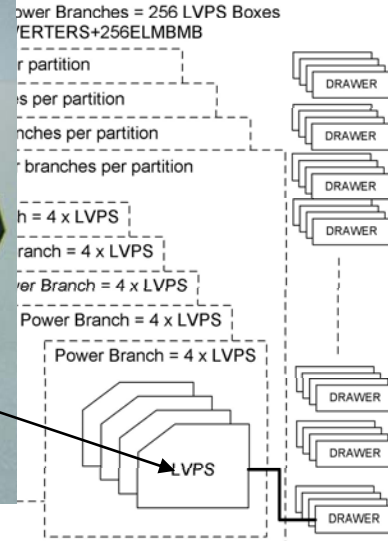 ower Branches = 256 LVPS Boxes
VERTERS+256ELMBMB
r partition
es per partition
nches per partition
r branches per partition
h = 4 x LVPS
ranch = 4 x LVPS
er Branch = 4 x LVPS
Power Branch = 4 x LVPS
Power Branch = 4 x LVPS
LVPS
DRAWER
DRAWER
DRAWER
DRAWER
DRAWER
DRAWER
DRAWER